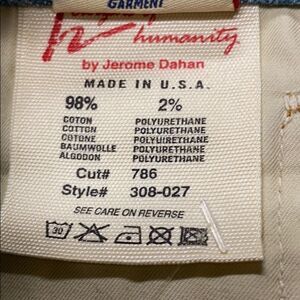 GARMENT
humanity
by Jerome Dahan
MADE IN U.S.A.
98% 2%
COTON POLYURETHANE
COTTON POLYURETHANE
COTONE POLYURETHANE
BAUMWOLLE POLYURETHANE
ALGODON POLYURETHANE
Cut# 786
Style# 308-027
SEE CARE ON REVERSE
30